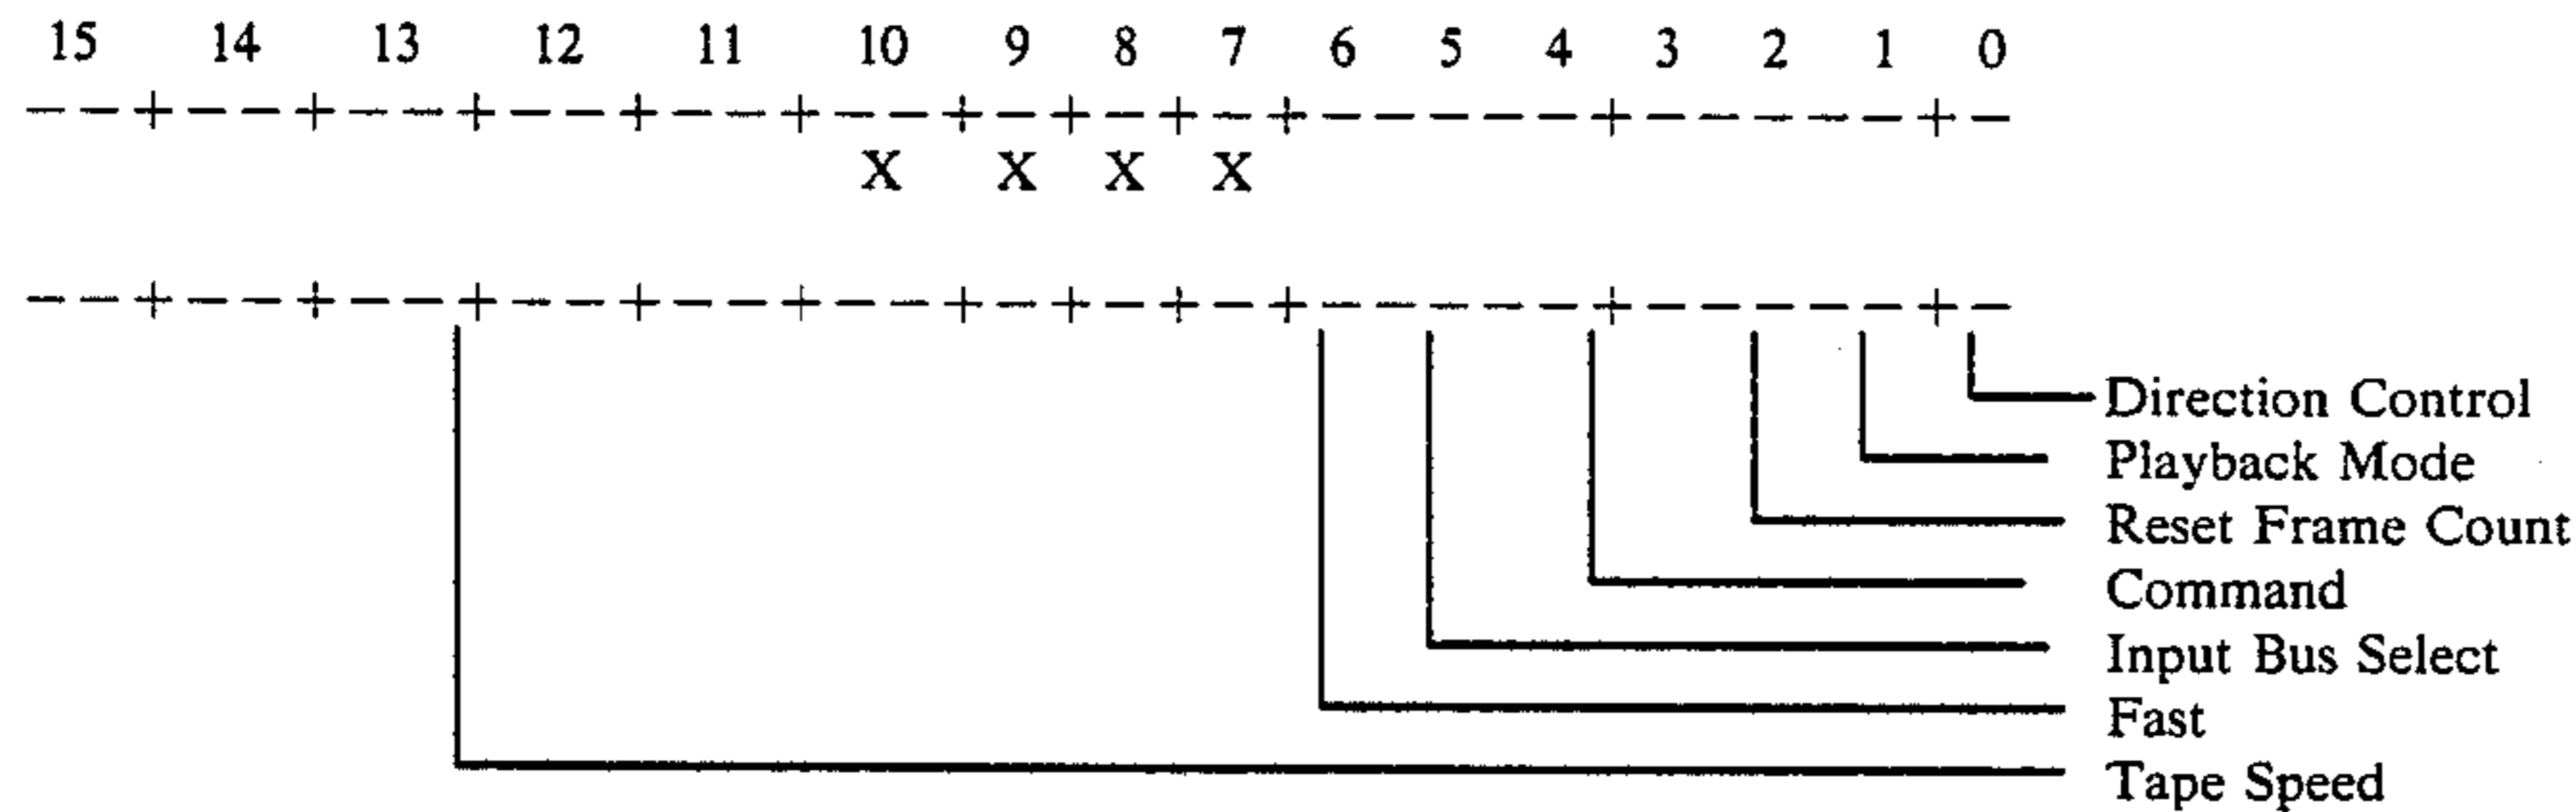 15 14 13 12 11 10 9 8 7 6 5 4 3 2 1 0
X X X X
Direction Control
Playback Mode
Reset Frame Count
Command
Input Bus Select
Fast
Tape Speed